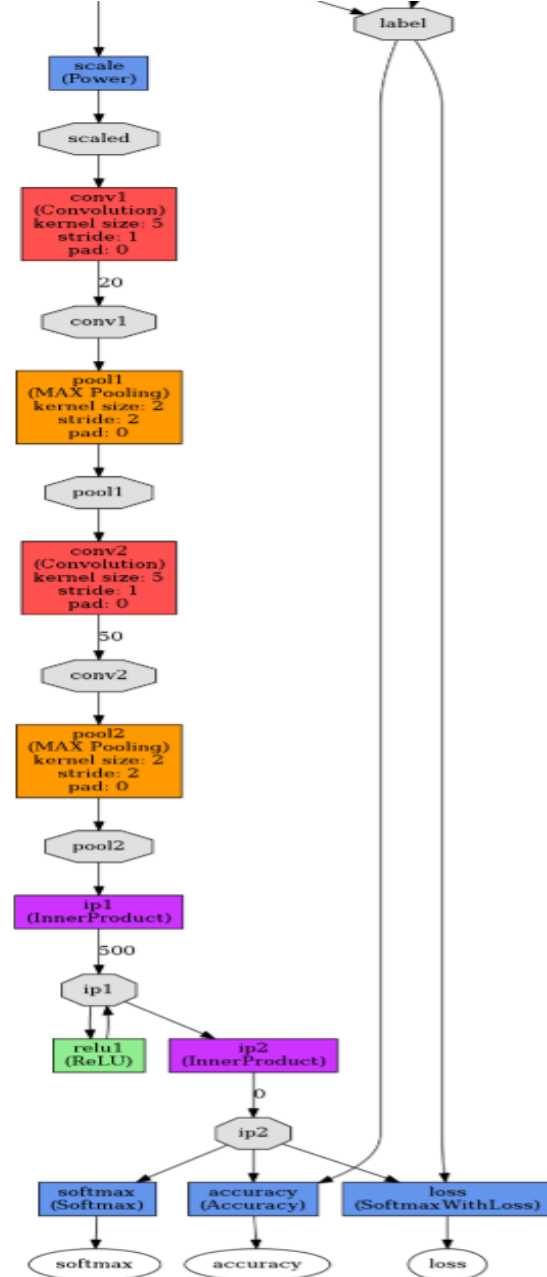 label
scale
(Power)
scaled
conv1
(Convolution)
kernel size: 5
stride: 1
pad: 0
20
conv1
pool1
(MAX Pooling)
kernel size: 2
stride: 2
pad: 0
pool1
conv2
(Convolution)
kernel size: 5
stride: 1
pad: 0
50
conv2
pool2
(MAX Pooling)
kernel size: 2
stride: 2
pad: 0
pool2
ip1
(InnerProduct)
500
ip1
relu1
(ReLU)
ip2
(InnerProduct)
0
ip2
softmax
(Softmax)
accuracy
(Accuracy)
loss
(SoftmaxWithLoss)
softmax
accuracy
loss